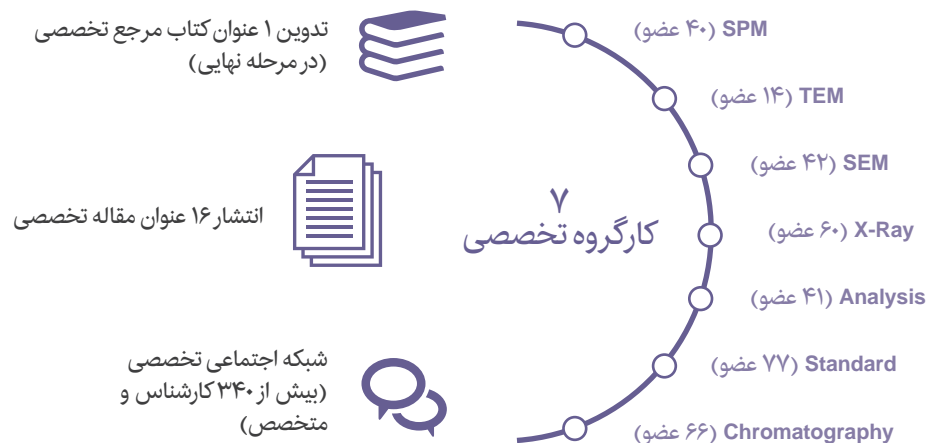 SPM (۴۰ عضو)
TEM (۱۴ عضو)
SEM (۴۲ عضو)
X-Ray (۶۰ عضو)
Analysis (۴۱ عضو)
Standard (۷۷ عضو)
Chromatography (۶۶ عضو)
۷
کارگروه تخصصی
تدوین ۱ عنوان کتاب مرجع تخصصی
(در مرحله نهایی)
انتشار ۱۶ عنوان مقاله تخصصی
شبکه اجتماعی تخصصی
(بیش از ۳۴۰ کارشناس و
متخصص)